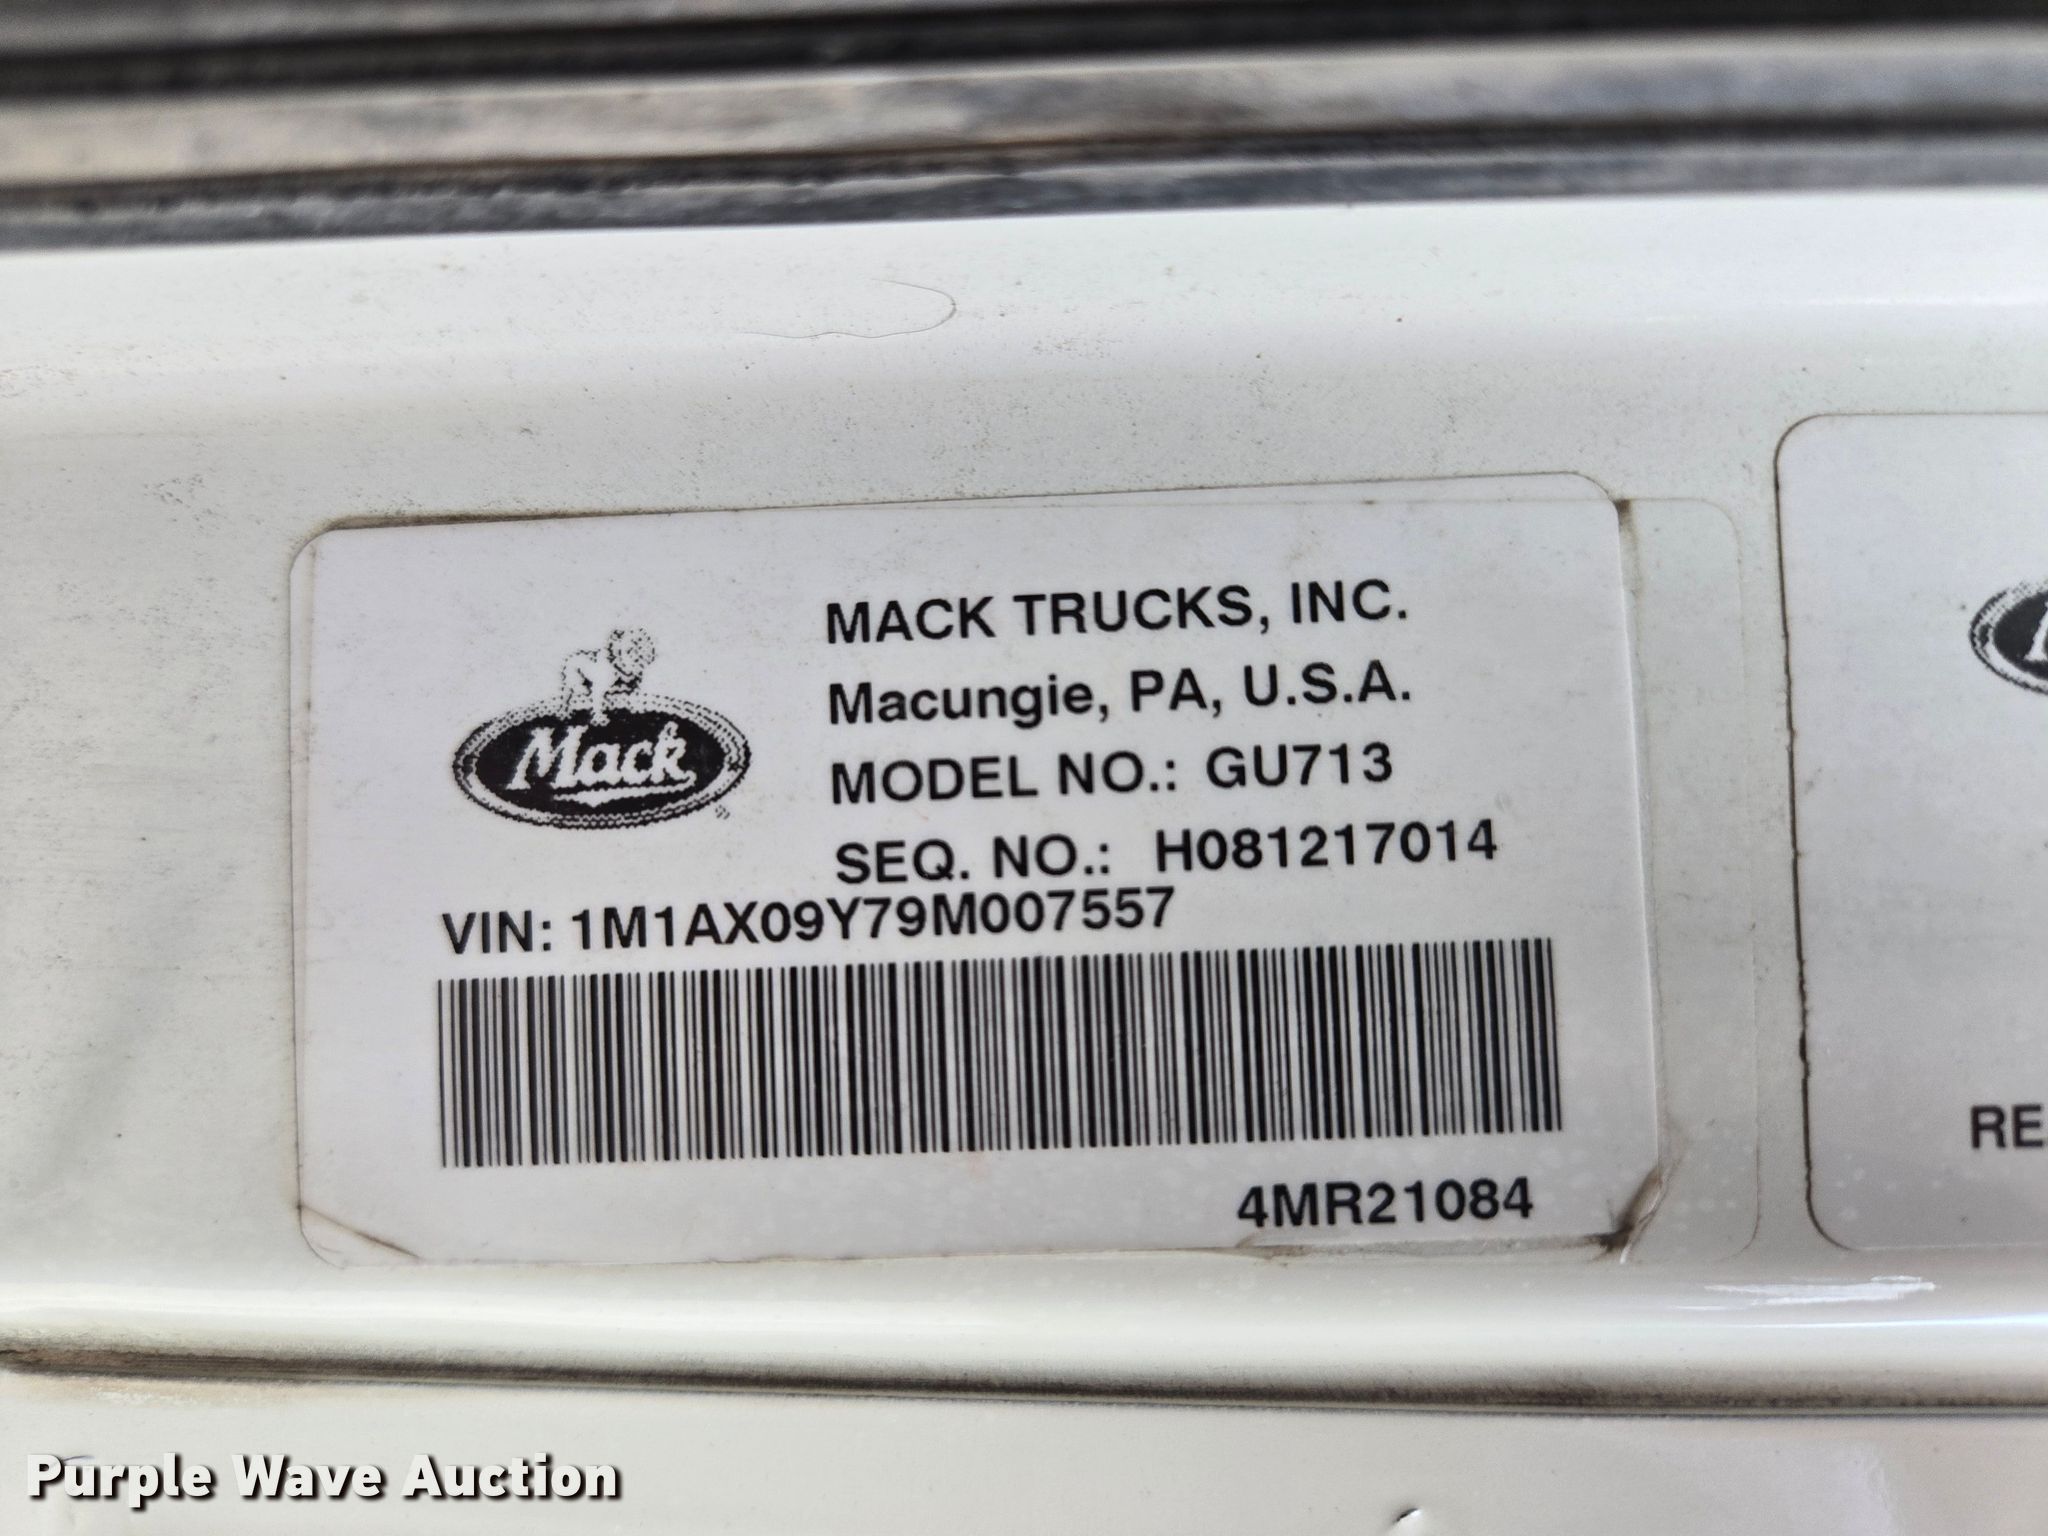 MACK TRUCKS, INC.
Macungie, PA, U.S.A.
MODEL NO.: GU713
SEQ. NO.: H081217014
VIN: 1M1AX09Y79M007557
Mack
®
4MR21084
RE
Purple Wave Auction